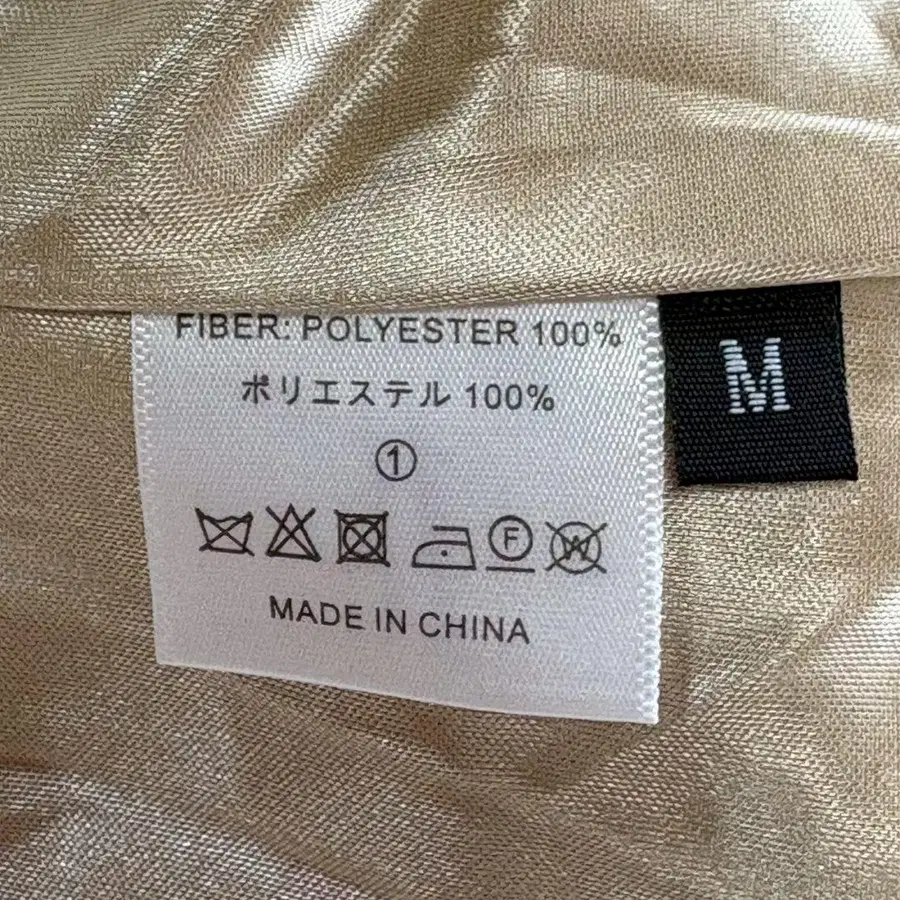 FIBER: POLYESTER 100%
ポリエステル 100%
①
F W
MADE IN CHINA
M